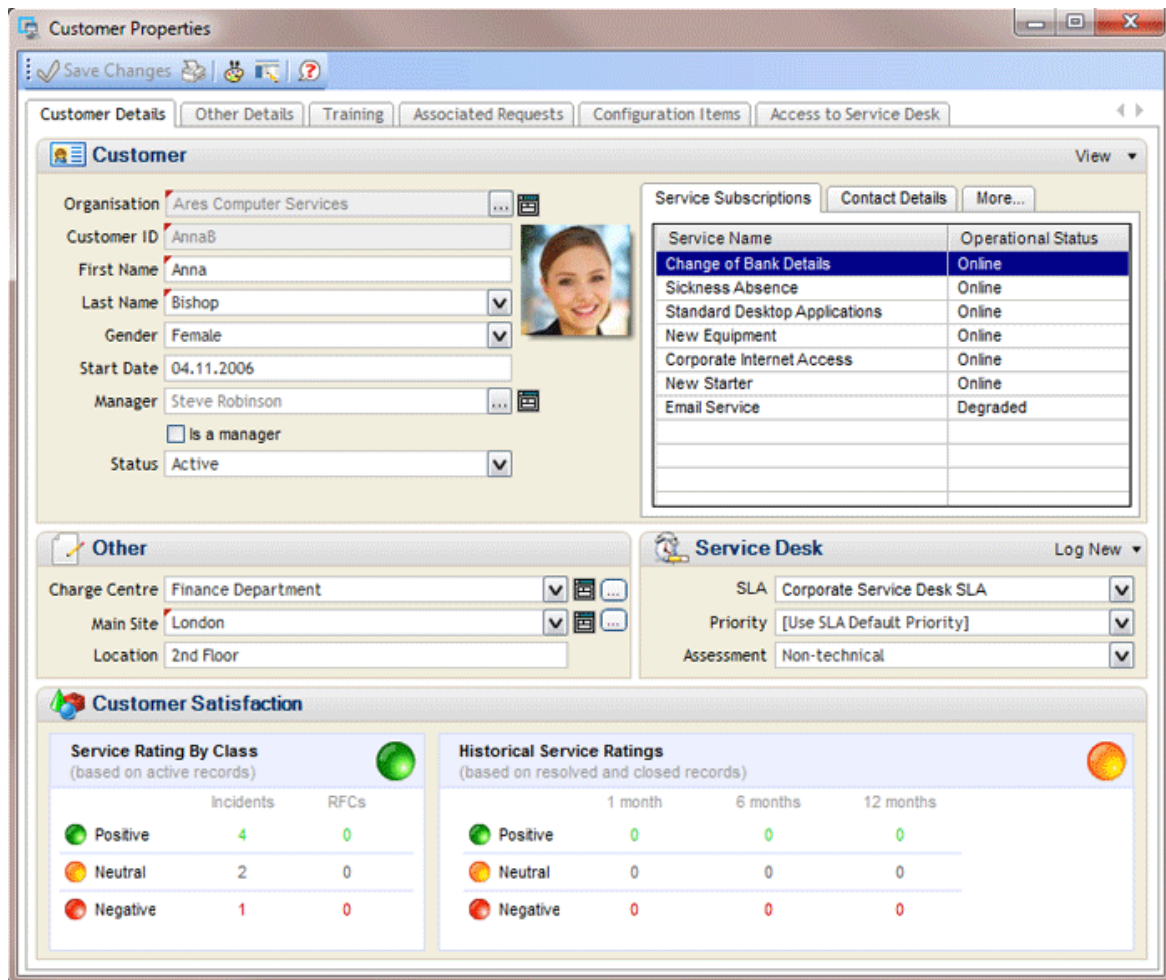 Customer Properties
Save Changes
Customer Details Other Details Training Associated Requests Configuration Items Access to Service Desk
Customer View
Organisation Ares Computer Services ...
Customer ID AnnaB
First Name Anna
Last Name Bishop
Gender Female
Start Date 04.11.2006
Manager Steve Robinson ...
Is a manager
Status Active
Service Subscriptions Contact Details More...
Service Name Operational Status
Change of Bank Details Online
Sickness Absence Online
Standard Desktop Applications Online
New Equipment Online
Corporate Internet Access Online
New Starter Online
Email Service Degraded
Other
Charge Centre Finance Department ...
Main Site London ...
Location 2nd Floor
Service Desk Log New
SLA Corporate Service Desk SLA
Priority [Use SLA Default Priority]
Assessment Non-technical
Customer Satisfaction
Service Rating By Class
(based on active records)
Incidents RFCs
Positive 4 0
Neutral 2 0
Negative 1 0
Historical Service Ratings
(based on resolved and closed records)
1 month 6 months 12 months
Positive 0 0 0
Neutral 0 0 0
Negative 0 0 0